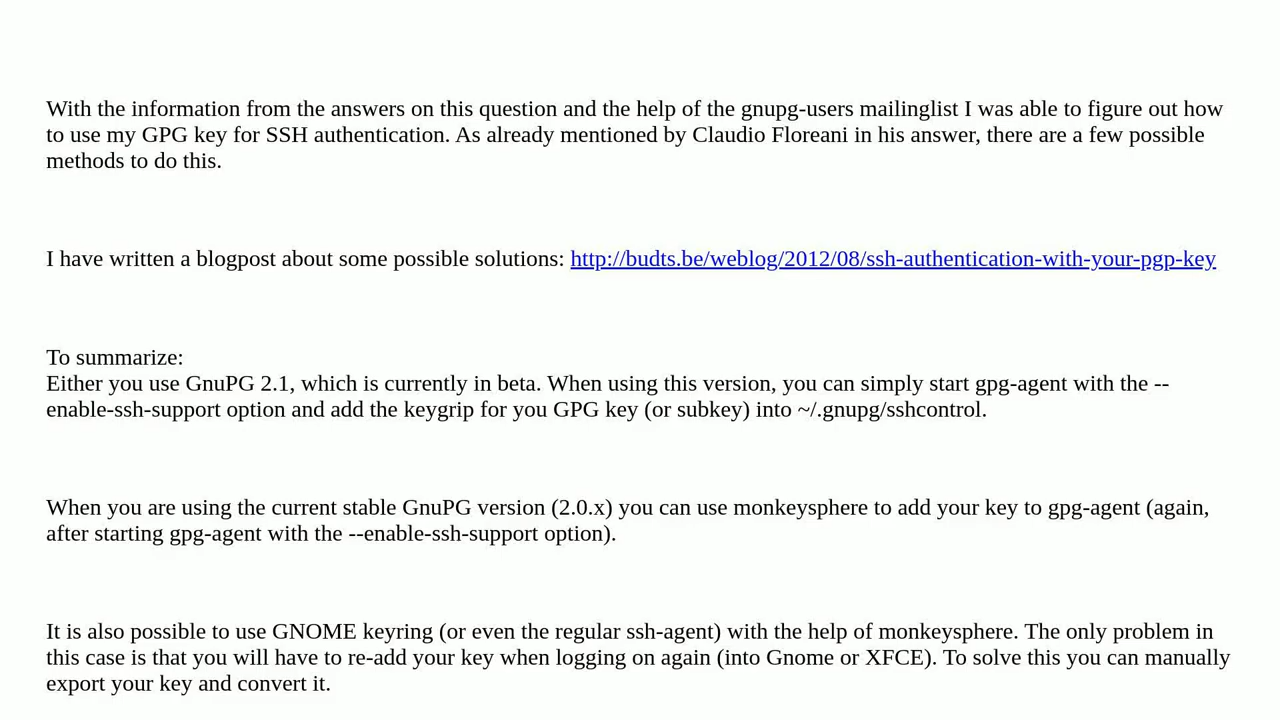 With the information from the answers on this question and the help of the gnupg-users mailinglist I was able to figure out how
to use my GPG key for SSH authentication. As already mentioned by Claudio Floreani in his answer, there are a few possible
methods to do this.
I have written a blogpost about some possible solutions: http://budts.be/weblog/2012/08/ssh-authentication-with-your-pgp-key
To summarize:
Either you use GnuPG 2.1, which is currently in beta. When using this version, you can simply start gpg-agent with the --
enable-ssh-support option and add the keygrip for you GPG key (or subkey) into ~/.gnupg/sshcontrol.
When you are using the current stable GnuPG version (2.0.x) you can use monkeysphere to add your key to gpg-agent (again,
after starting gpg-agent with the --enable-ssh-support option).
It is also possible to use GNOME keyring (or even the regular ssh-agent) with the help of monkeysphere. The only problem in
this case is that you will have to re-add your key when logging on again (into Gnome or XFCE). To solve this you can manually
export your key and convert it.